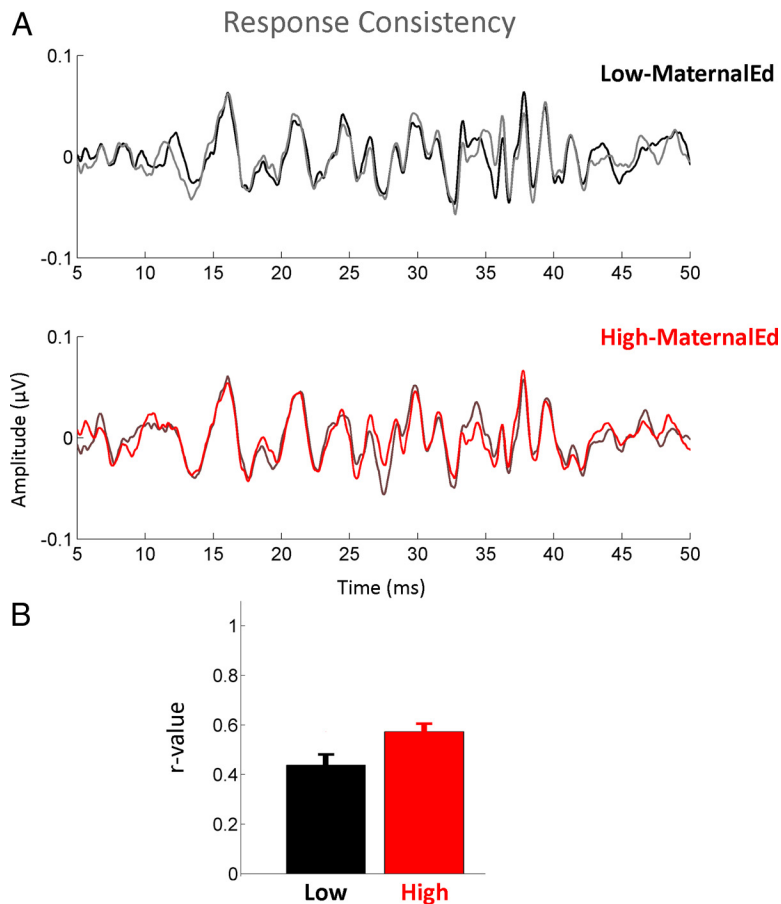 A
Response Consistency
0.1
Low-MaternalEd
0
-0.1
5 10 15 20 25 30 35 40 45 50
0.1
High-MaternalEd
Amplitude (µV)
0
-0.1
5 10 15 20 25 30 35 40 45 50
Time (ms)
B
1
0.8
r-value
0.6
0.4
0.2
0
Low High